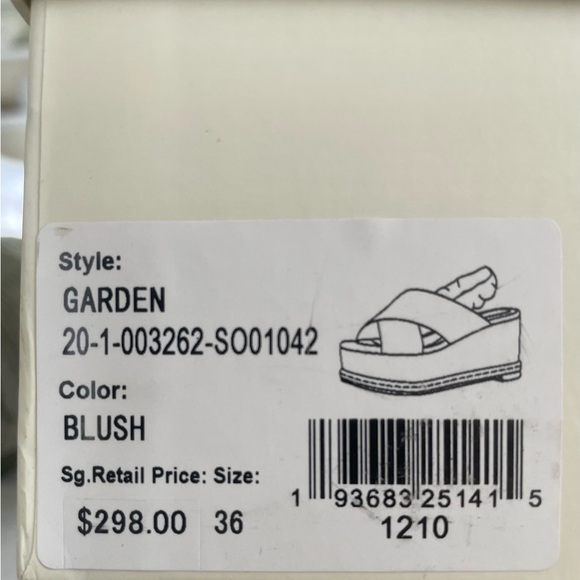 Style:
GARDEN
20-1-003262-SO01042
Color:
BLUSH
Sg.Retail Price: Size:
$298.00 36
1 93683 25141 5
1210